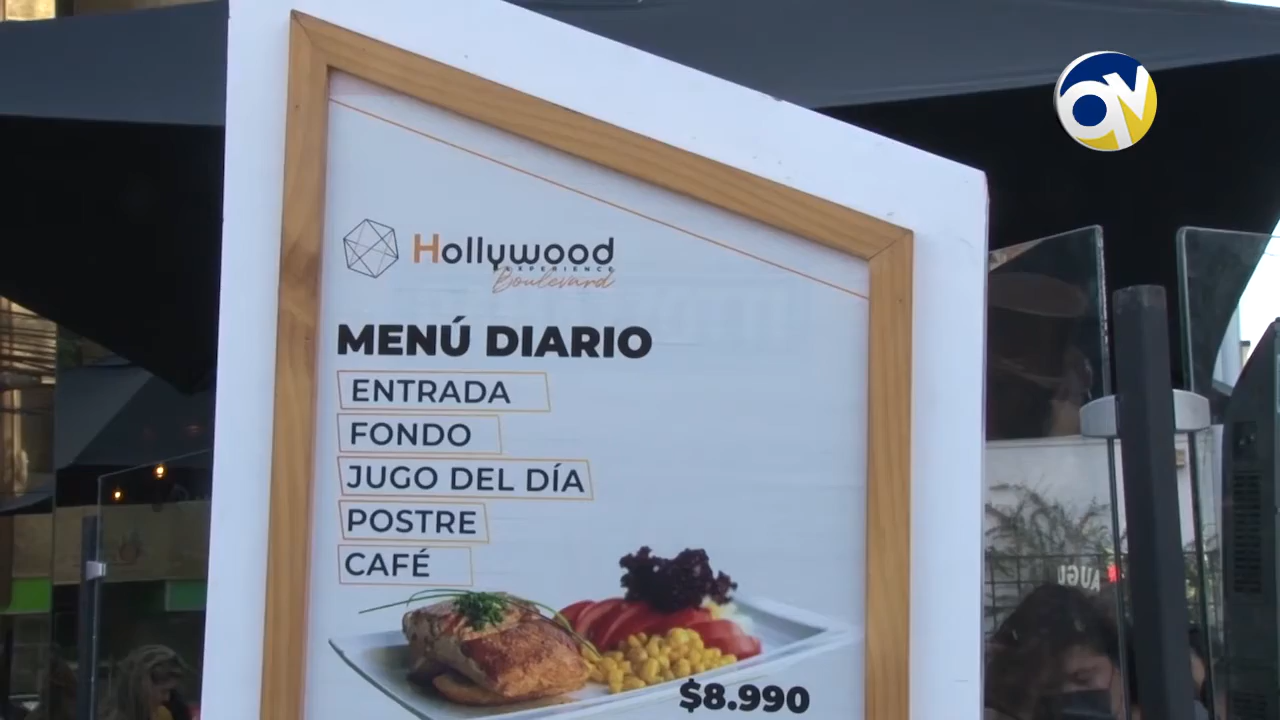 Hollywood
EXPERIENCE
Boulevard
MENÚ DIARIO
ENTRADA
FONDO
JUGO DEL DÍA
POSTRE
CAFÉ
$8.990